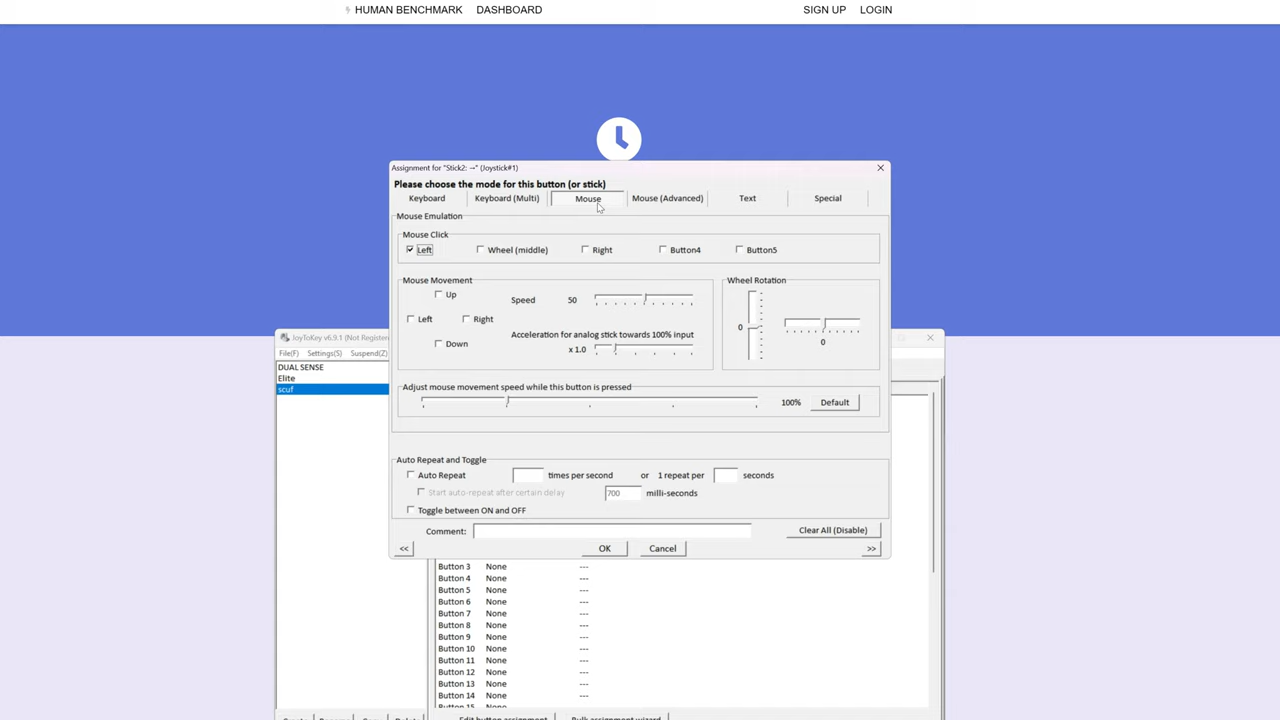 HUMAN BENCHMARK DASHBOARD SIGN UP LOGIN
Assignment for "Stick2: →" (Joystick#1)
Please choose the mode for this button (or stick)
Keyboard Keyboard (Multi) Mouse Mouse (Advanced) Text Special
Mouse Emulation
Mouse Click
Left Wheel (middle) Right Button4 Button5
Mouse Movement
Up
Left Right
Down
Speed 50
Acceleration for analog stick towards 100% input
x 1.0
Wheel Rotation
0
0
Adjust mouse movement speed while this button is pressed
100% Default
Auto Repeat and Toggle
Auto Repeat times per second or 1 repeat per seconds
Start auto-repeat after certain delay 700 milli-seconds
Toggle between ON and OFF
Comment: Clear All (Disable)
<< OK Cancel >>
JoyToKey v6.9.1 (Not Register
File(F) Settings(S) Suspend(Z)
DUAL SENSE
Elite
scuf
Button 3 None ---
Button 4 None ---
Button 5 None ---
Button 6 None ---
Button 7 None ---
Button 8 None ---
Button 9 None ---
Button 10 None ---
Button 11 None ---
Button 12 None ---
Button 13 None ---
Button 14 None ---
Button 15 None ---
Create Rename Copy Delete Edit button assignment Bulk assignment wizard